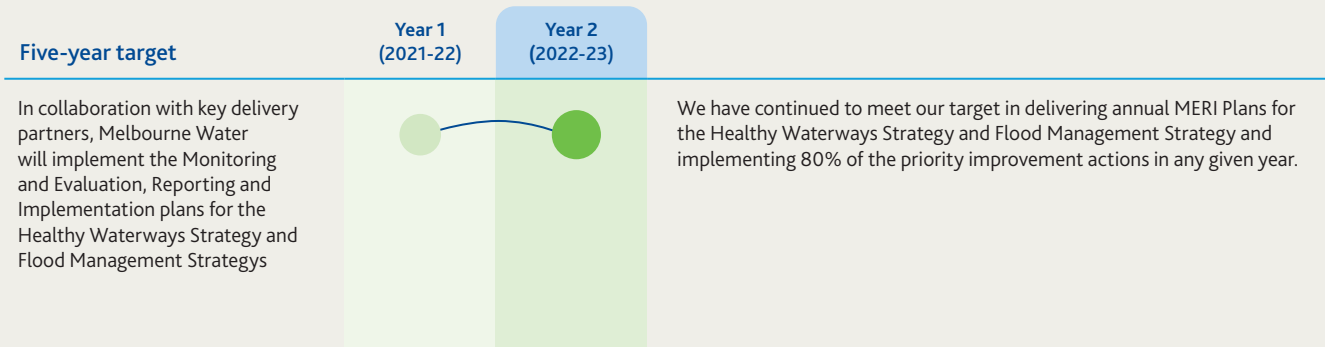 Five-year target
Year 1
(2021-22)
Year 2
(2022-23)
In collaboration with key delivery
partners, Melbourne Water
will implement the Monitoring
and Evaluation, Reporting and
Implementation plans for the
Healthy Waterways Strategy and
Flood Management Strategys
We have continued to meet our target in delivering annual MERI Plans for
the Healthy Waterways Strategy and Flood Management Strategy and
implementing 80% of the priority improvement actions in any given year.